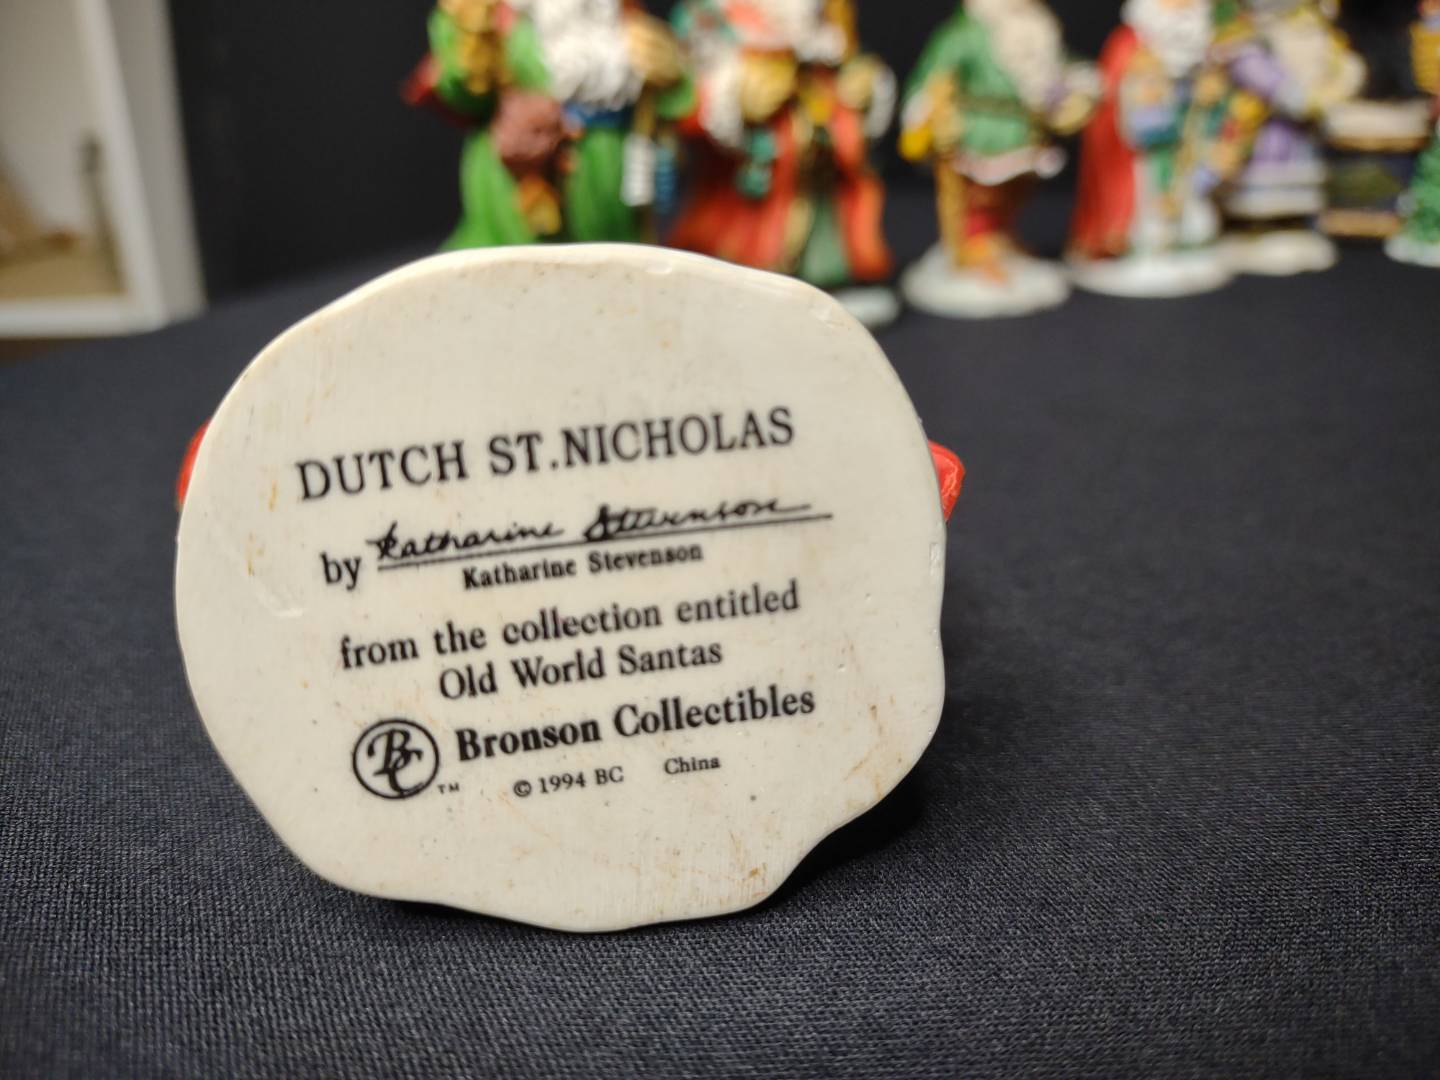 DUTCH ST.NICHOLAS
by Katharine Stevenson
Katharine Stevenson
from the collection entitled
Old World Santas
BC Bronson Collectibles
TM © 1994 BC China